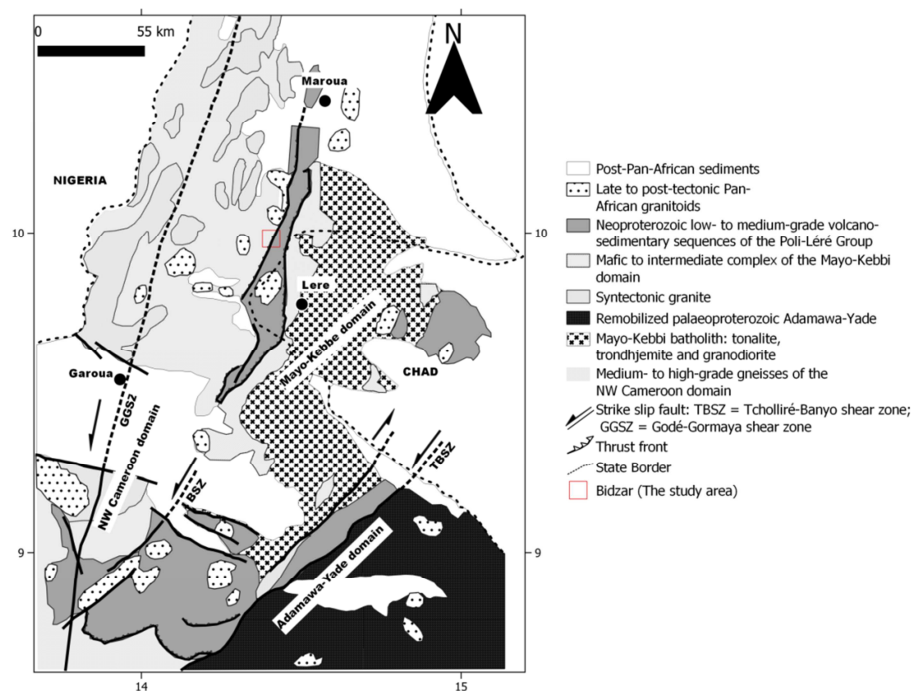 0 55 km
N
Maroua
NIGERIA
10
10
Lere
Mayo-Kebbe domain
CHAD
Garoua
GGS2
NW Cameroon domain
BSZ
TBSZ
9
9
Adamawa-Yade domain
14
15
Post-Pan-African sediments
Late to post-tectonic Pan-
African granitoids
Neoproterozoic low- to medium-grade volcano-
sedimentary sequences of the Poli-Léré Group
Mafic to intermediate complex of the Mayo-Kebbi
domain
Syntectonic granite
Remobilized palaeoproterozoic Adamawa-Yade
Mayo-Kebbi batholith: tonalite,
trondhjemite and granodiorite
Medium- to high-grade gneisses of the
NW Cameroon domain
Strike slip fault: TBSZ = Tcholliré-Banyo shear zone;
GGSZ = Godé-Gormaya shear zone
Thrust front
State Border
Bidzar (The study area)